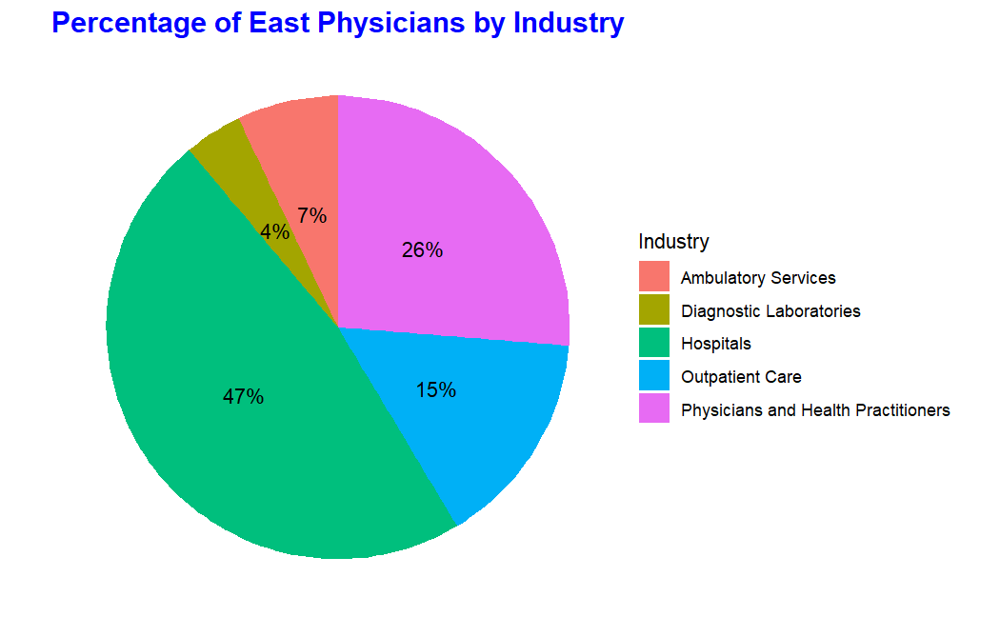 Percentage of East Physicians by Industry
7%
4%
26%
47%
15%
Industry
Ambulatory Services
Diagnostic Laboratories
Hospitals
Outpatient Care
Physicians and Health Practitioners